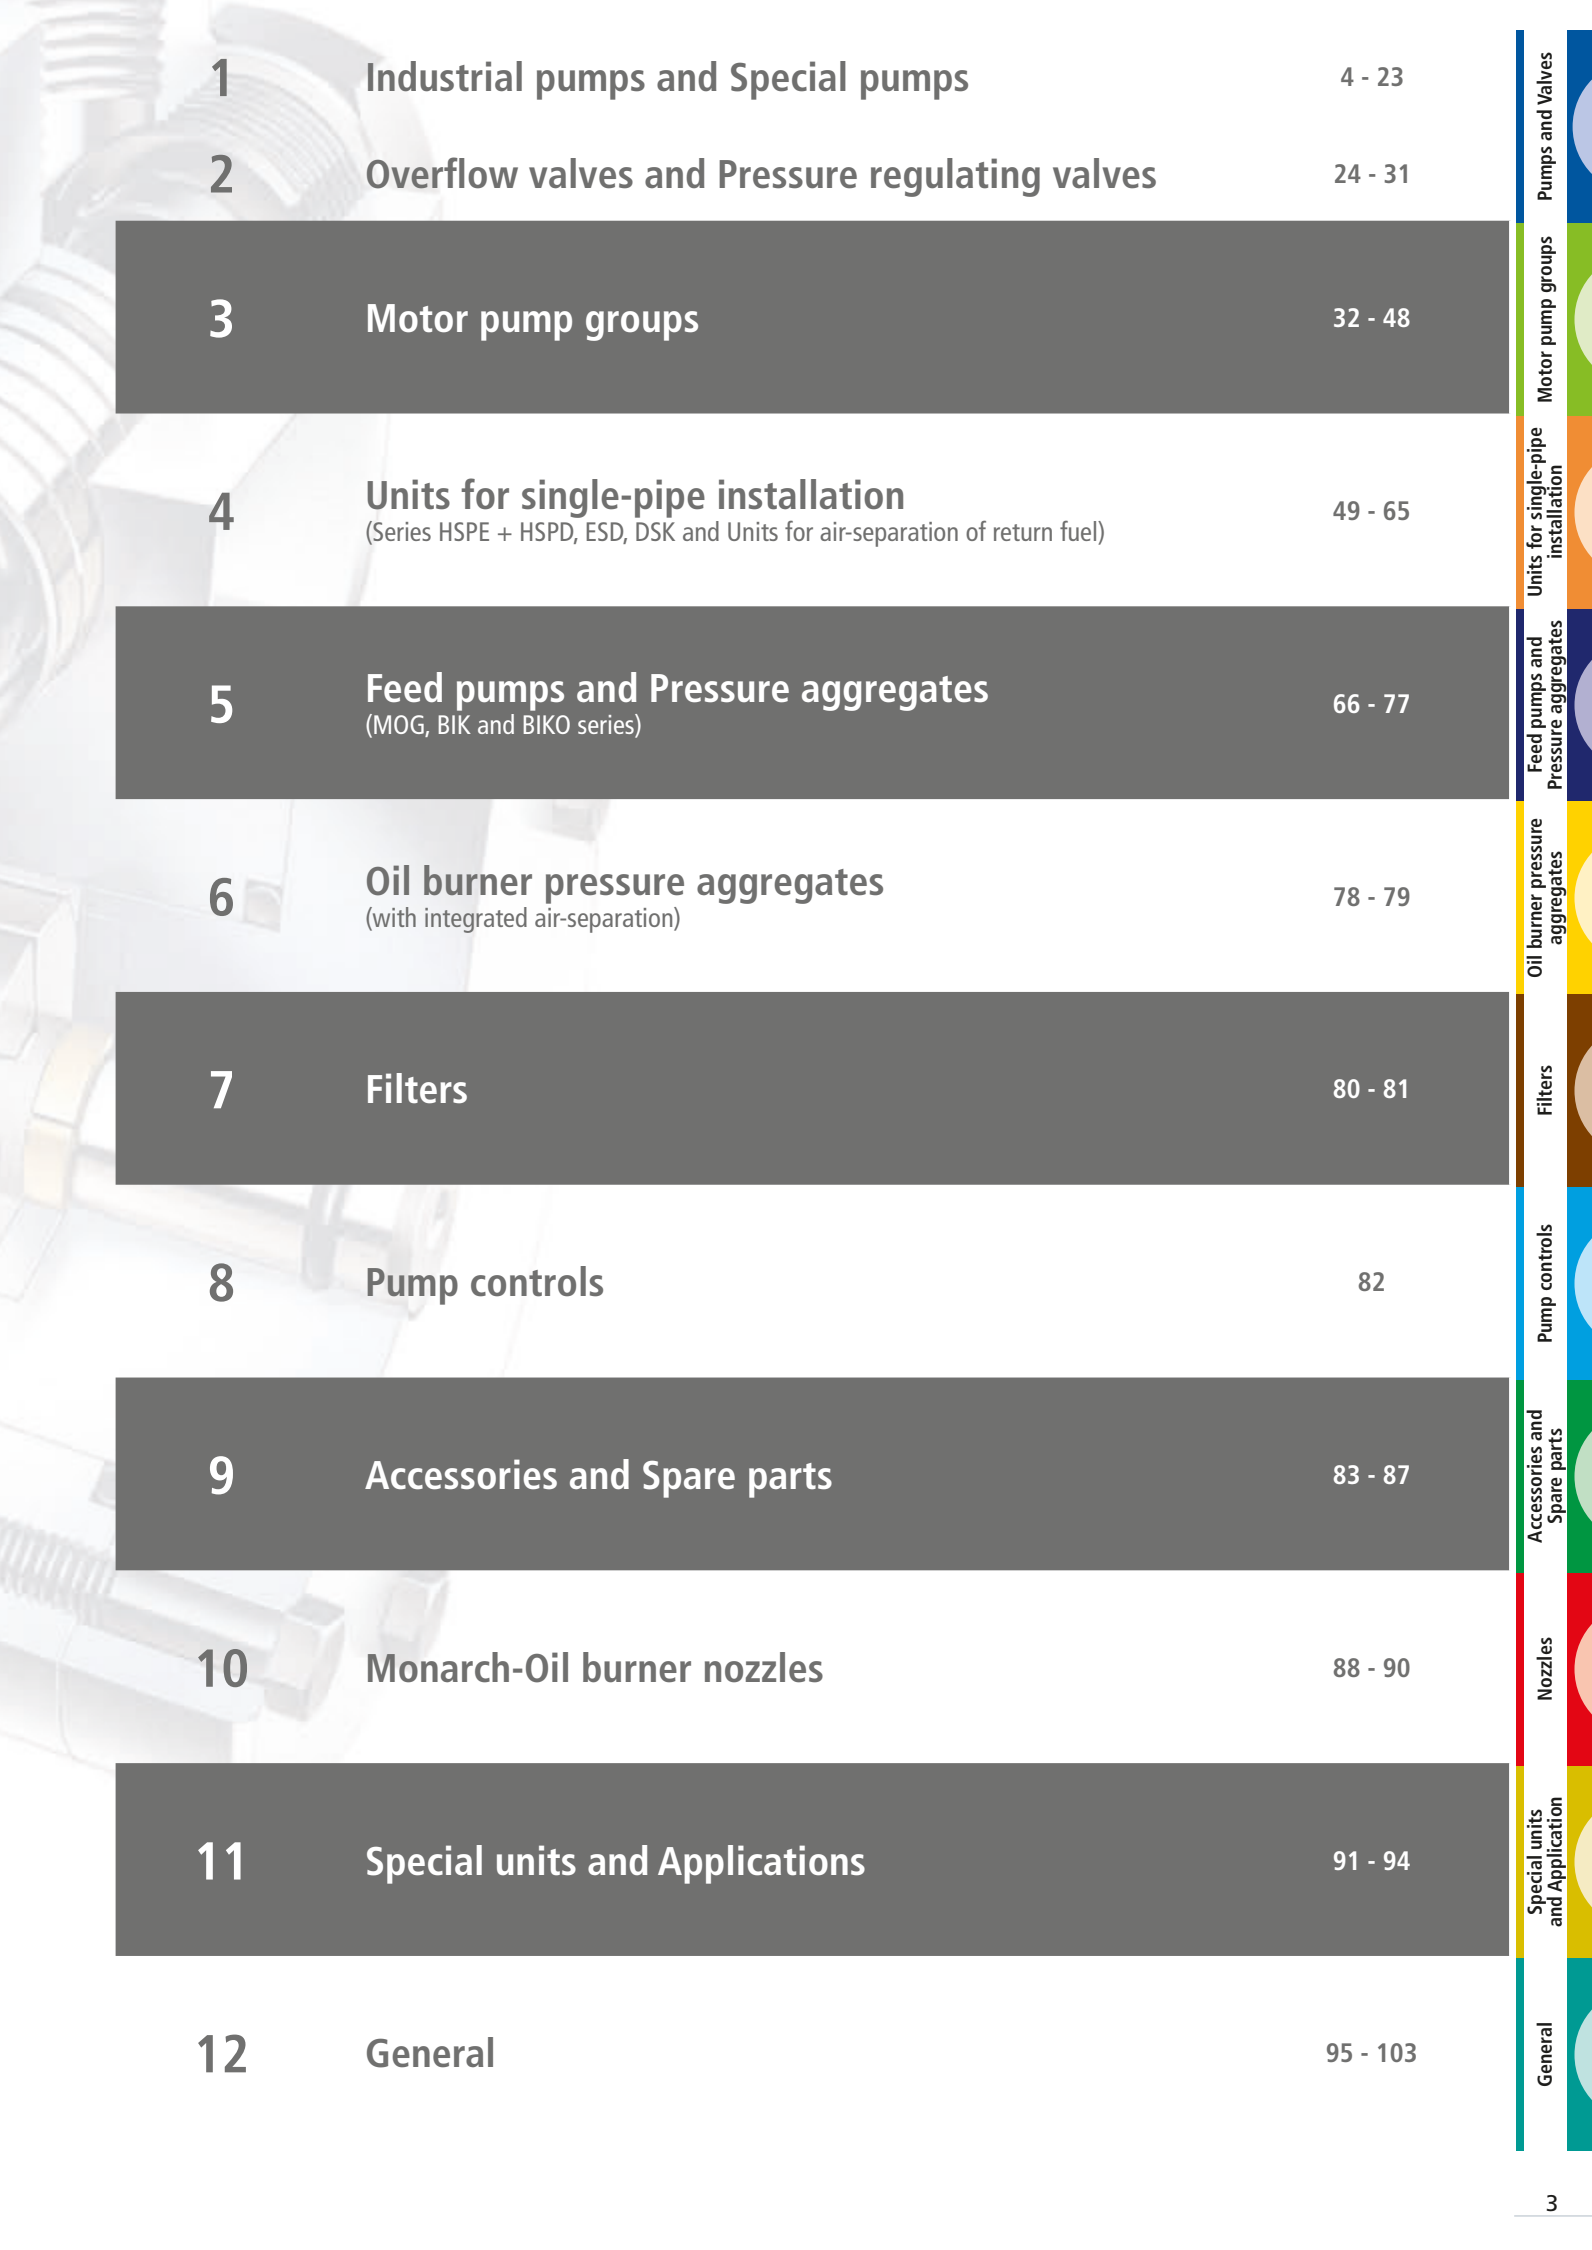 1 Industrial pumps and Special pumps 4 - 23
2 Overflow valves and Pressure regulating valves 24 - 31
3 Motor pump groups 32 - 48
4 Units for single-pipe installation 49 - 65
(Series HSPE + HSPD, ESD, DSK and Units for air-separation of return fuel)
5 Feed pumps and Pressure aggregates 66 - 77
(MOG, BIK and BIKO series)
6 Oil burner pressure aggregates 78 - 79
(with integrated air-separation)
7 Filters 80 - 81
8 Pump controls 82
9 Accessories and Spare parts 83 - 87
10 Monarch-Oil burner nozzles 88 - 90
11 Special units and Applications 91 - 94
12 General 95 - 103
Pumps and Valves
Motor pump groups
Units for single-pipe
installation
Feed pumps and
Pressure aggregates
Oil burner pressure
aggregates
Filters
Pump controls
Accessories and
Spare parts
Nozzles
Special units
and Application
General
3